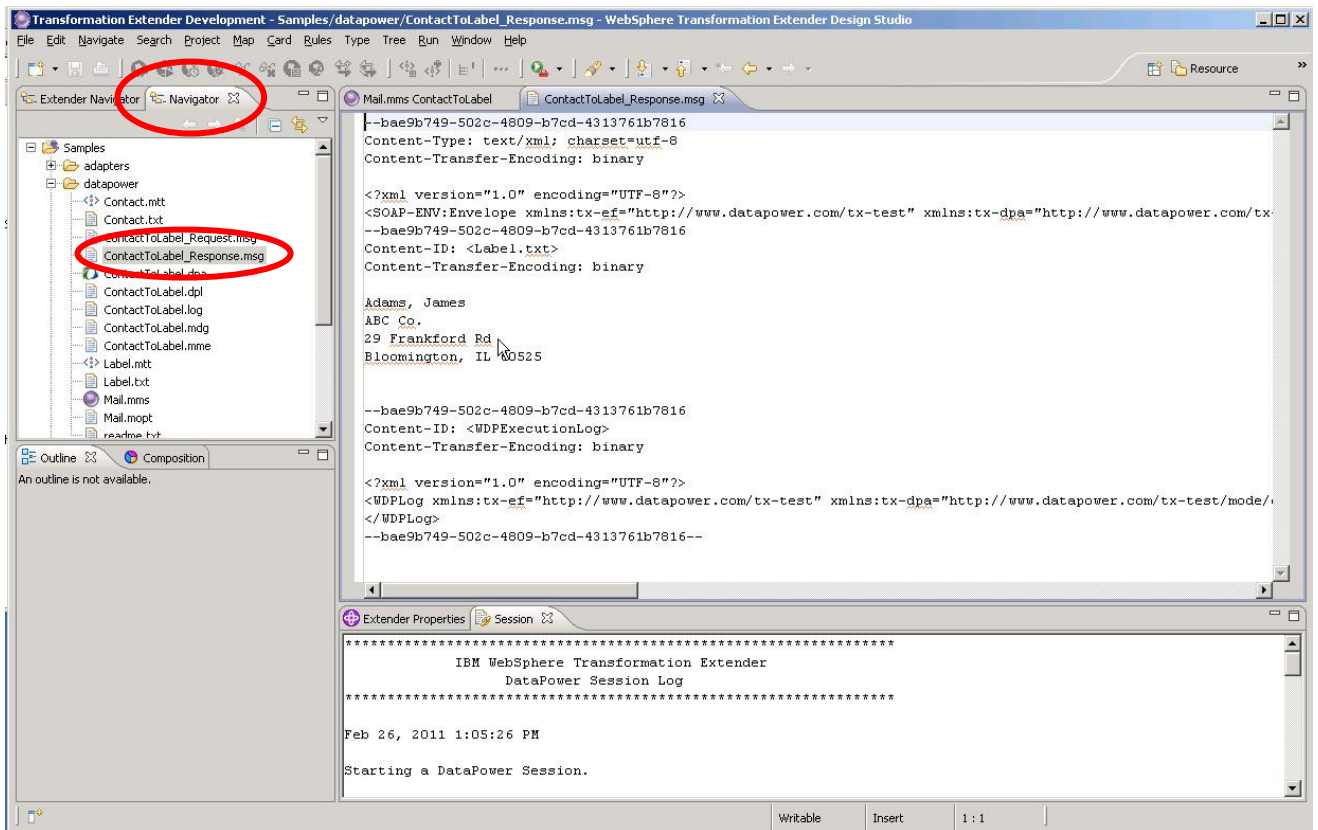 Transformation Extender Development - Samples/datapower/ContactToLabel_Response.msg - WebSphere Transformation Extender Design Studio
File Edit Navigate Search Project Map Card Rules Type Tree Run Window Help
Resource
»
Extender Navigator
Navigator
Samples
adapters
datapower
Contact.mtt
Contact.txt
ContactToLabel_Request.msg
ContactToLabel_Response.msg
ContactToLabel.dpa
ContactToLabel.dpl
ContactToLabel.log
ContactToLabel.mdg
ContactToLabel.mme
Label.mtt
Label.txt
Mail.mms
Mail.mopt
readme.txt
Outline
Composition
An outline is not available.
Mail.mms ContactToLabel
ContactToLabel_Response.msg
--bae9b749-502c-4809-b7cd-4313761b7816
Content-Type: text/xml; charset=utf-8
Content-Transfer-Encoding: binary
<?xml version="1.0" encoding="UTF-8"?>
<SOAP-ENV:Envelope xmlns:tx-ef="http://www.datapower.com/tx-test" xmlns:tx-dpa="http://www.datapower.com/tx-
--bae9b749-502c-4809-b7cd-4313761b7816
Content-ID: <Label.txt>
Content-Transfer-Encoding: binary
Adams, James
ABC Co.
29 Frankford Rd
Bloomington, IL 60525
--bae9b749-502c-4809-b7cd-4313761b7816
Content-ID: <WDPExecutionLog>
Content-Transfer-Encoding: binary
<?xml version="1.0" encoding="UTF-8"?>
<WDPLog xmlns:tx-ef="http://www.datapower.com/tx-test" xmlns:tx-dpa="http://www.datapower.com/tx-test/mode/
</WDPLog>
--bae9b749-502c-4809-b7cd-4313761b7816--
Extender Properties
Session
******************************************************************
IBM WebSphere Transformation Extender
DataPower Session Log
******************************************************************
Feb 26, 2011 1:05:26 PM
Starting a DataPower Session.
Writable
Insert
1 : 1